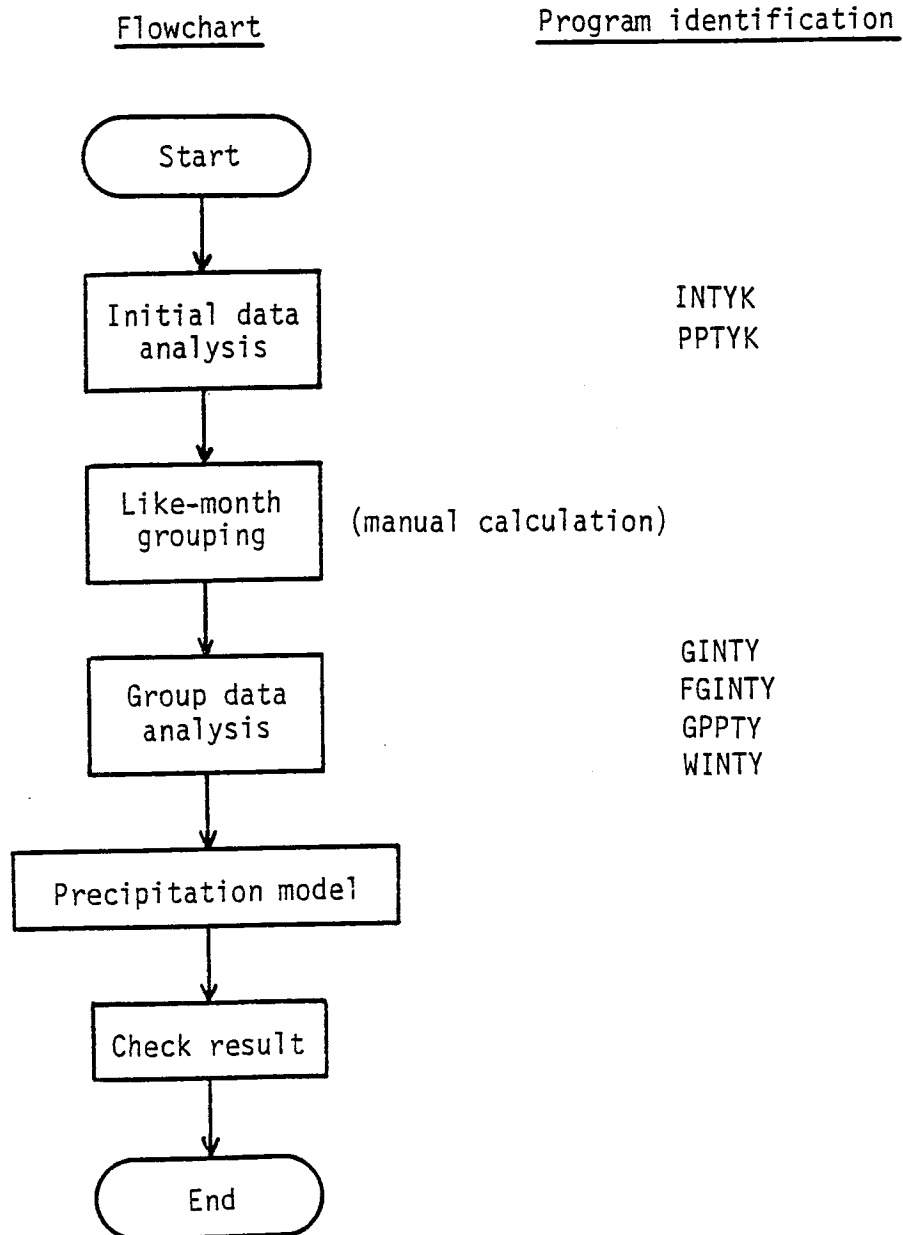 Flowchart
Program identification
Start
Initial data
analysis
INTYK
PPTYK
Like-month
grouping
(manual calculation)
Group data
analysis
GINTY
FGINTY
GPPTY
WINTY
Precipitation model
Check result
End